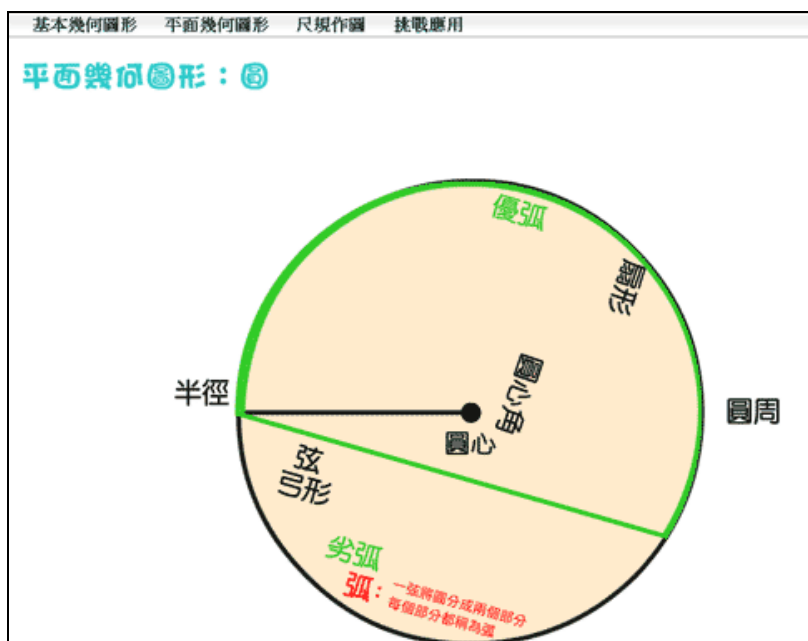 基本幾何圖形 平面幾何圖形 尺規作圖 挑戰應用
平面幾何圖形：圓
優弧
扇形
圓心角
半徑
圓周
圓心
弦
弓形
劣弧
弧：一弦將圓分成兩個部分
每個部分都稱為弧